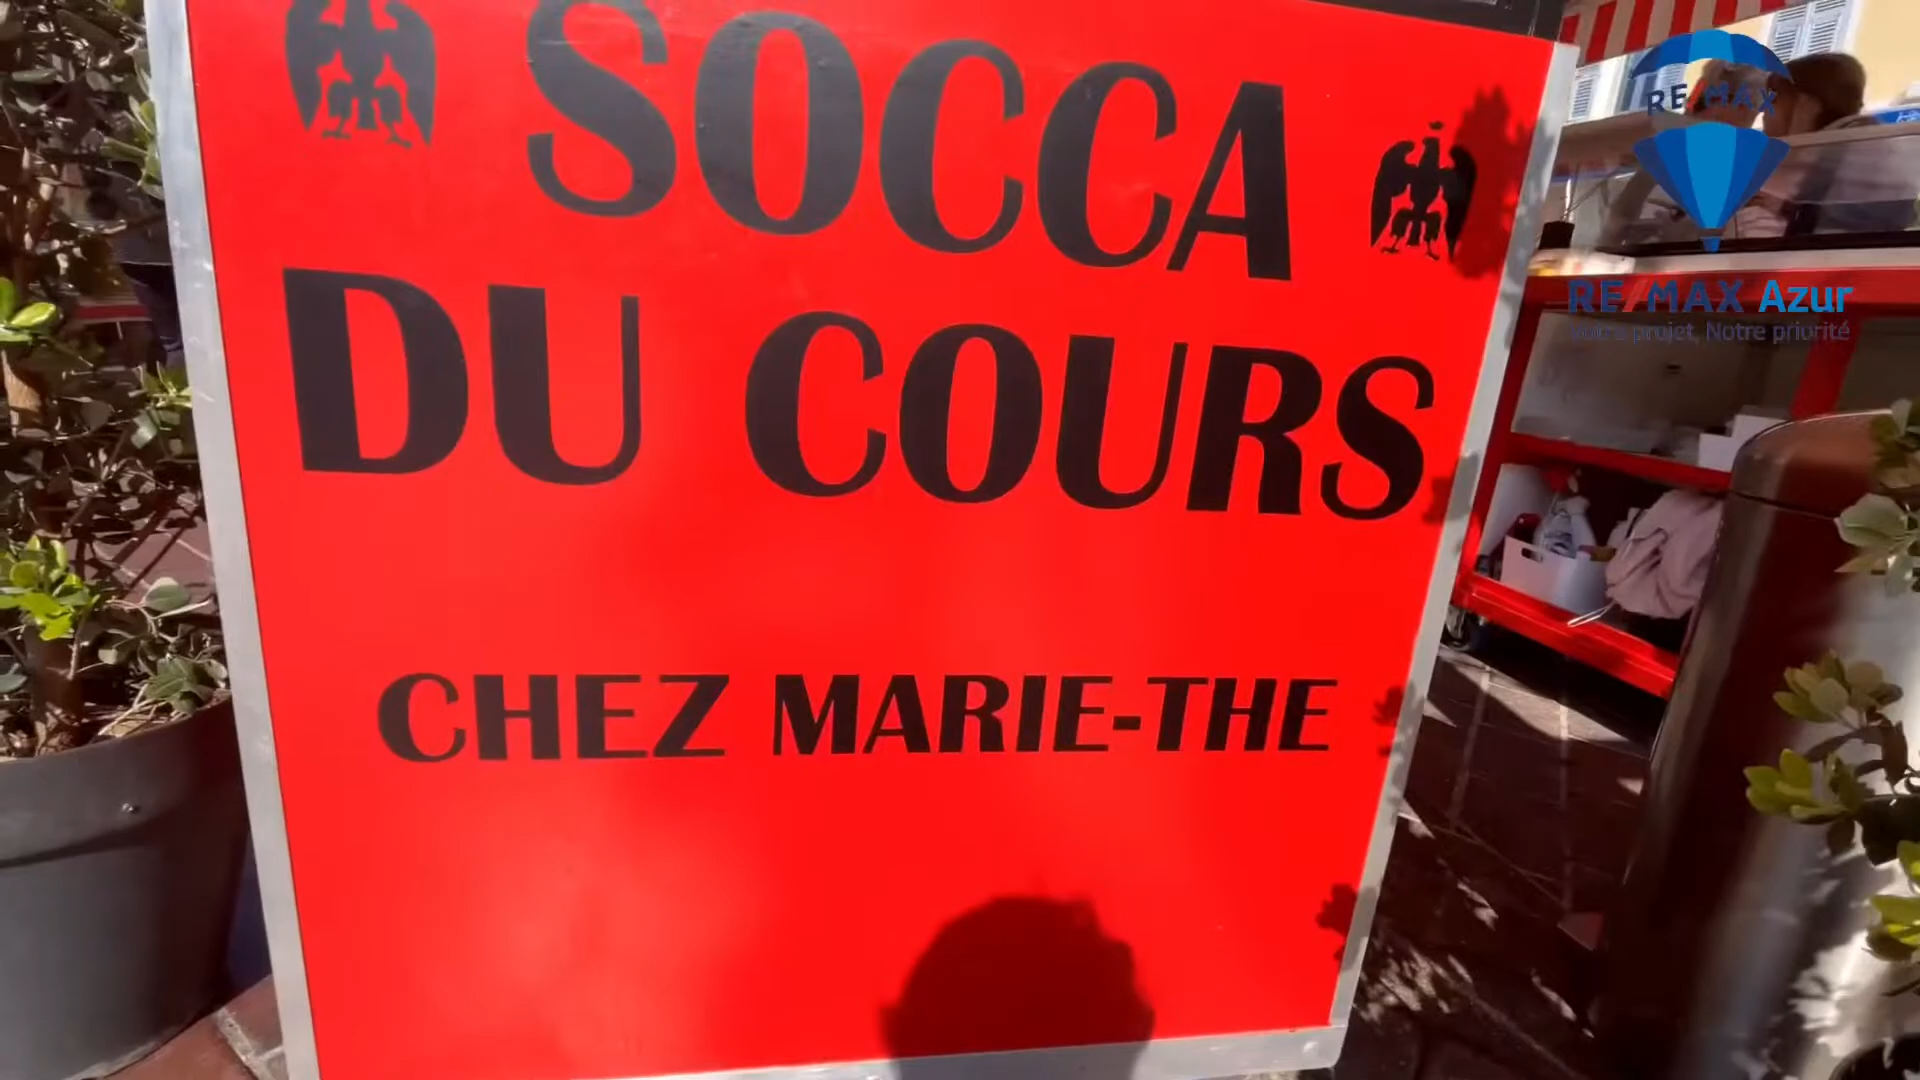 SOCCA
DU COURS
CHEZ MARIE-THE
RE/MAX
RE/MAX Azur
Votre projet, Notre priorité